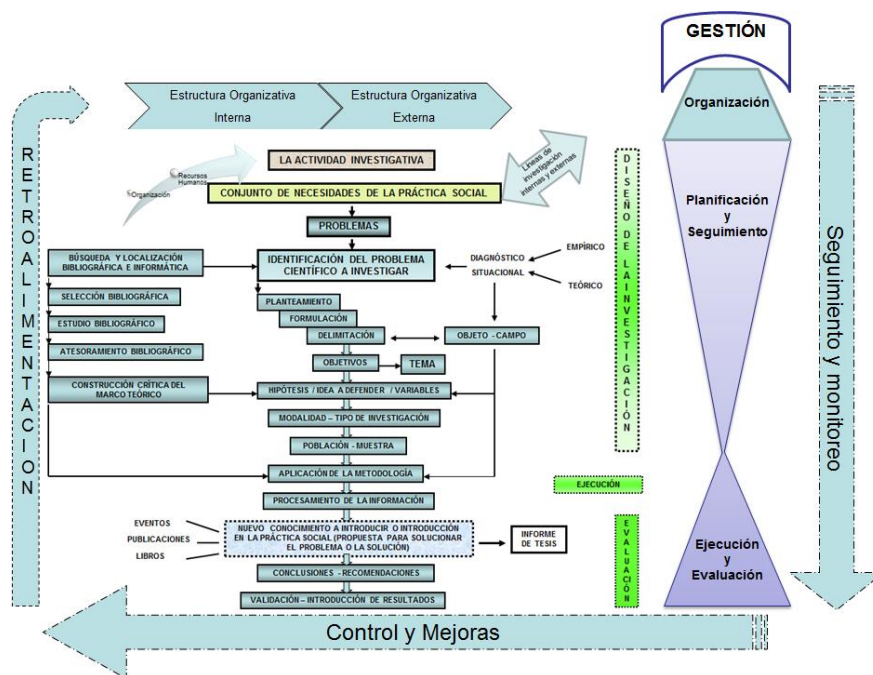 GESTIÓN
Organización
Planificación
y
Seguimiento
Ejecución
y
Evaluación
Seguimiento y monitoreo
Control y Mejoras
RETROALIMENTACION
Estructura Organizativa
Interna
Estructura Organizativa
Externa
LA ACTIVIDAD INVESTIGATIVA
Recursos
Humanos
Organización
Líneas de
investigación
internas y externas
CONJUNTO DE NECESIDADES DE LA PRÁCTICA SOCIAL
PROBLEMAS
BÚSQUEDA Y LOCALIZACIÓN
BIBLIOGRÁFICA E INFORMÁTICA
IDENTIFICACIÓN DEL PROBLEMA
CIENTÍFICO A INVESTIGAR
DIAGNÓSTICO
SITUACIONAL
EMPÍRICO
TEÓRICO
SELECCIÓN BIBLIOGRÁFICA
ESTUDIO BIBLIOGRÁFICO
ATESORAMIENTO BIBLIOGRÁFICO
CONSTRUCCIÓN CRÍTICA DEL
MARCO TEÓRICO
PLANTEAMIENTO
FORMULACIÓN
DELIMITACIÓN
OBJETO - CAMPO
OBJETIVOS
TEMA
HIPÓTESIS / IDEA A DEFENDER / VARIABLES
MODALIDAD – TIPO DE INVESTIGACIÓN
POBLACIÓN - MUESTRA
APLICACIÓN DE LA METODOLOGÍA
PROCESAMIENTO DE LA INFORMACIÓN
EVENTOS
PUBLICACIONES
LIBROS
NUEVO CONOCIMIENTO A INTRODUCIR O INTRODUCCIÓN
EN LA PRÁCTICA SOCIAL (PROPUESTA PARA SOLUCIONAR
EL PROBLEMA O LA SOLUCIÓN)
INFORME
DE TESIS
CONCLUSIONES - RECOMENDACIONES
VALIDACIÓN – INTRODUCCIÓN DE RESULTADOS
DISEÑO DE LAINVESTIGACIÓN
EJECUCIÓN
EVALUACIÓN